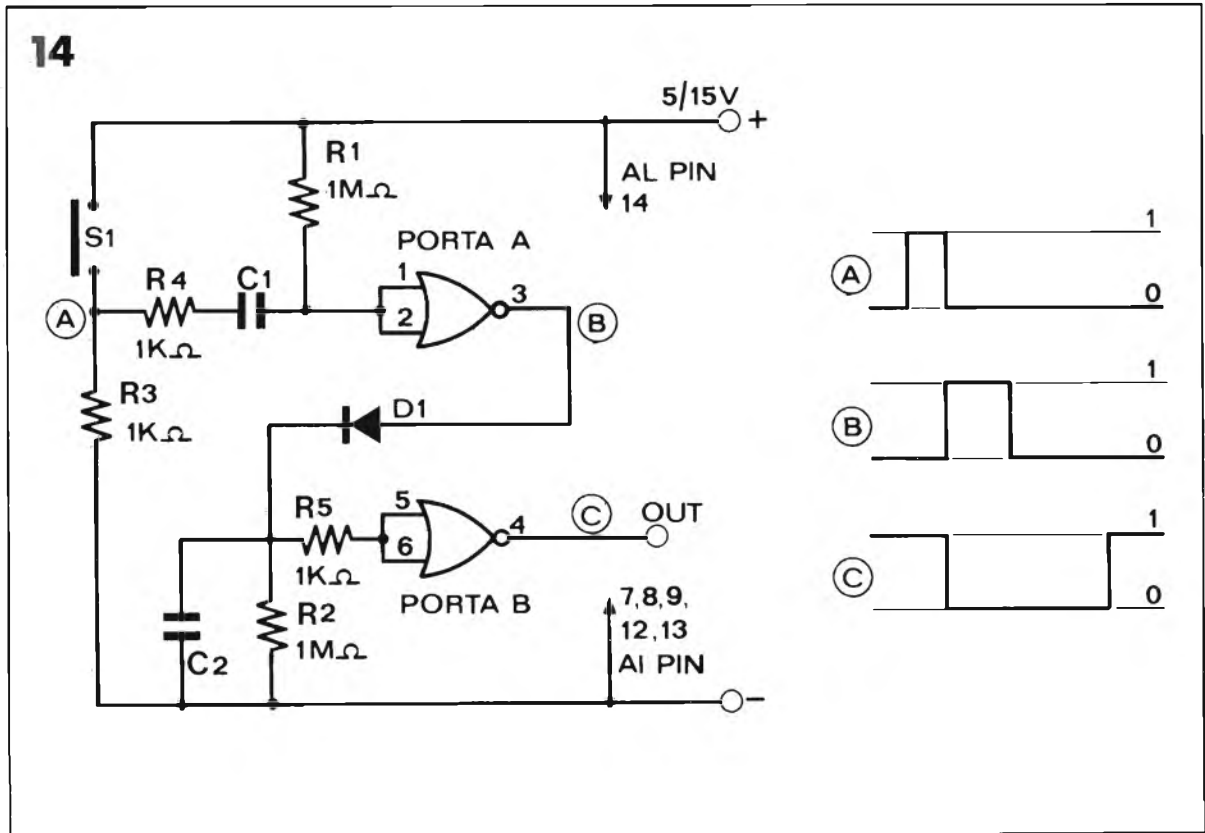 14
5/15V
+
R1
1MΩ
AL PIN
14
S1
PORTA A
R4
C1
1
2
3
A
B
1KΩ
R3
1KΩ
D1
R5
5
6
4
C
OUT
1KΩ
PORTA B
R2
1MΩ
C2
7,8,9,
12,13
AI PIN
−
A
1
0
B
1
0
C
1
0